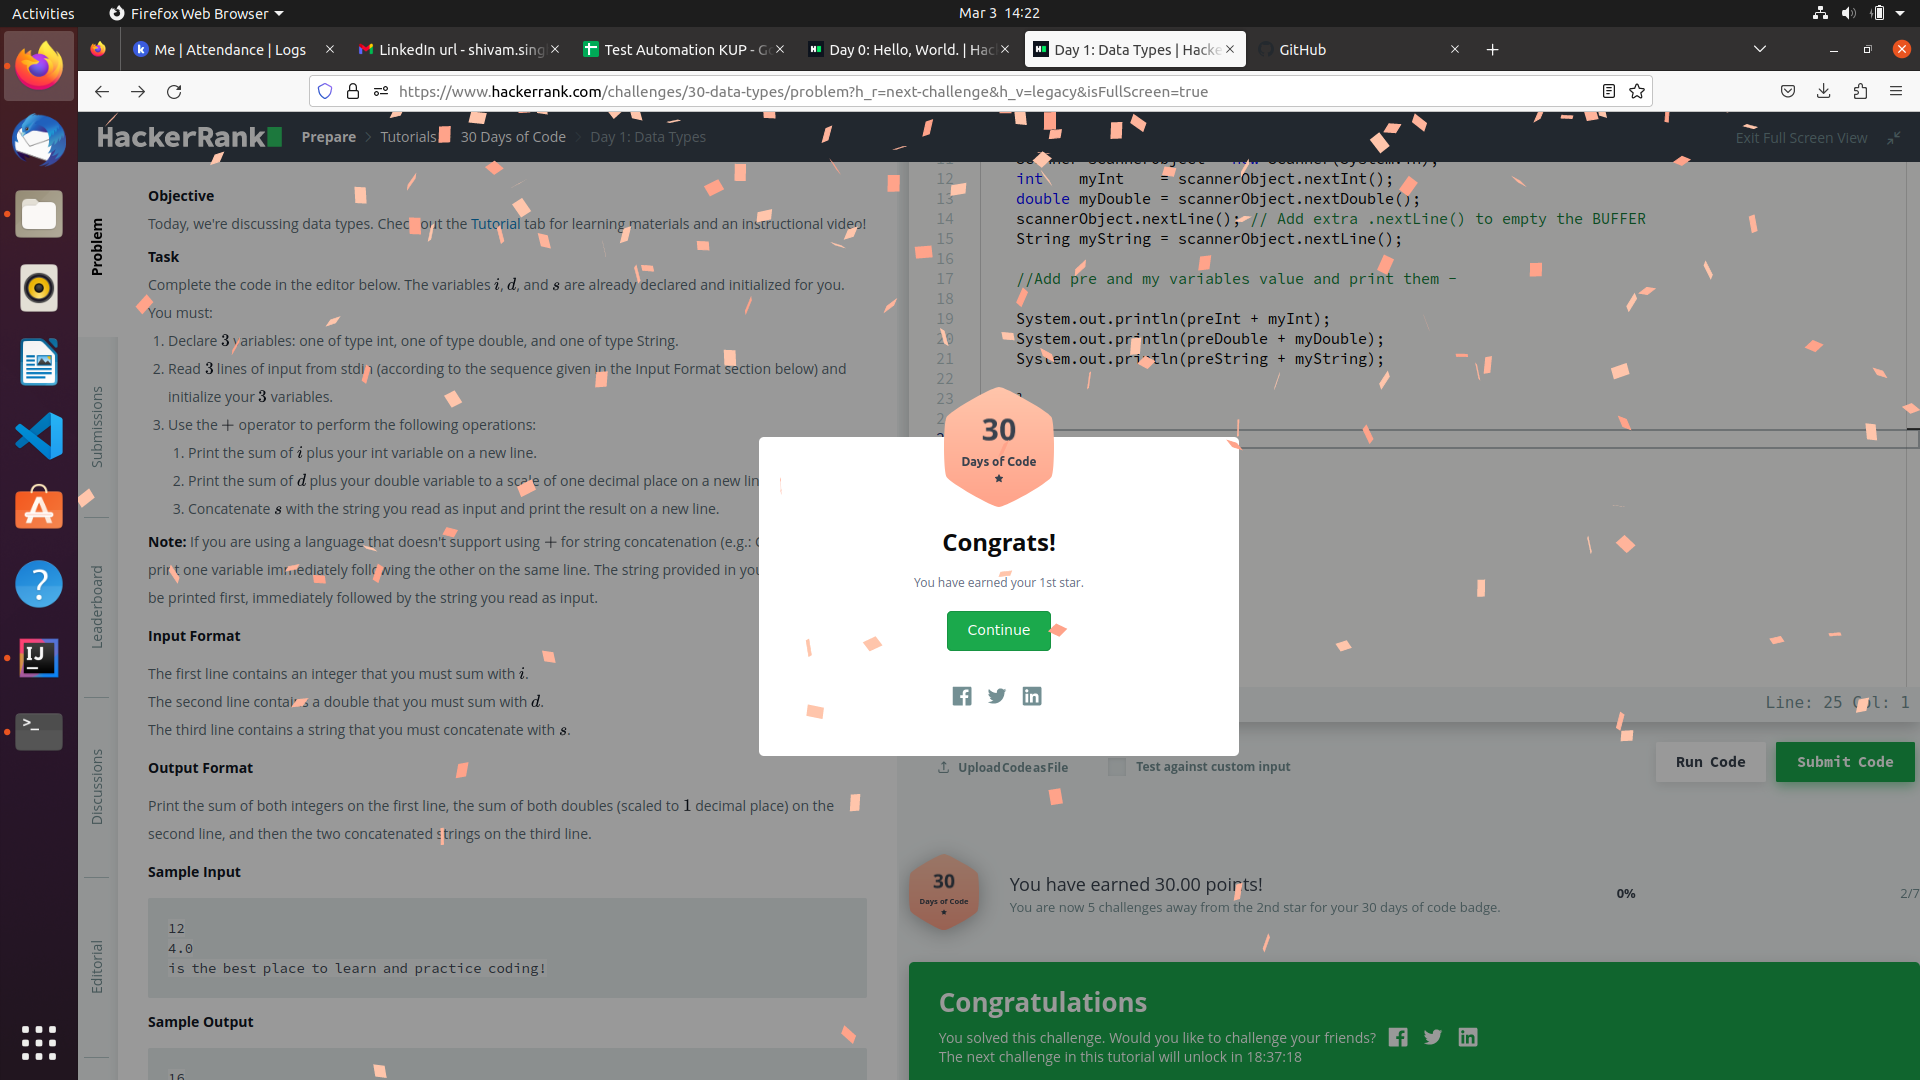 Activities
Firefox Web Browser
Mar 3 14:22
Me | Attendance | Logs
LinkedIn url - shivam.sing
Test Automation KUP - Go
Day 0: Hello, World. | Hac
Day 1: Data Types | Hacke
GitHub
https://www.hackerrank.com/challenges/30-data-types/problem?h_r=next-challenge&h_v=legacy&isFullScreen=true
HackerRank
Prepare
Tutorials
30 Days of Code
Day 1: Data Types
Exit Full Screen View
Problem
Submissions
Leaderboard
Discussions
Editorial
Objective
Today, we're discussing data types. Check out the Tutorial tab for learning materials and an instructional video!
Task
Complete the code in the editor below. The variables i, d, and s are already declared and initialized for you.
You must:
1. Declare 3 variables: one of type int, one of type double, and one of type String.
2. Read 3 lines of input from stdin (according to the sequence given in the Input Format section below) and
initialize your 3 variables.
3. Use the + operator to perform the following operations:
1. Print the sum of i plus your int variable on a new line.
2. Print the sum of d plus your double variable to a scale of one decimal place on a new lin
3. Concatenate s with the string you read as input and print the result on a new line.
Note: If you are using a language that doesn't support using + for string concatenation (e.g.:
print one variable immediately following the other on the same line. The string provided in you
be printed first, immediately followed by the string you read as input.
Input Format
The first line contains an integer that you must sum with i.
The second line contains a double that you must sum with d.
The third line contains a string that you must concatenate with s.
Output Format
Print the sum of both integers on the first line, the sum of both doubles (scaled to 1 decimal place) on the
second line, and then the two concatenated strings on the third line.
Sample Input
12
4.0
is the best place to learn and practice coding!
Sample Output
16
12 int myInt = scannerObject.nextInt();
13 double myDouble = scannerObject.nextDouble();
14 scannerObject.nextLine(); // Add extra .nextLine() to empty the BUFFER
15 String myString = scannerObject.nextLine();
16
17 //Add pre and my variables value and print them -
18
19 System.out.println(preInt + myInt);
20 System.out.println(preDouble + myDouble);
21 System.out.println(preString + myString);
22
23
30
Days of Code
Congrats!
You have earned your 1st star.
Continue
Line: 25 Col: 1
Upload Code as File
Test against custom input
Run Code
Submit Code
30
Days of Code
You have earned 30.00 points!
You are now 5 challenges away from the 2nd star for your 30 days of code badge.
0%
2/7
Congratulations
You solved this challenge. Would you like to challenge your friends?
The next challenge in this tutorial will unlock in 18:37:18